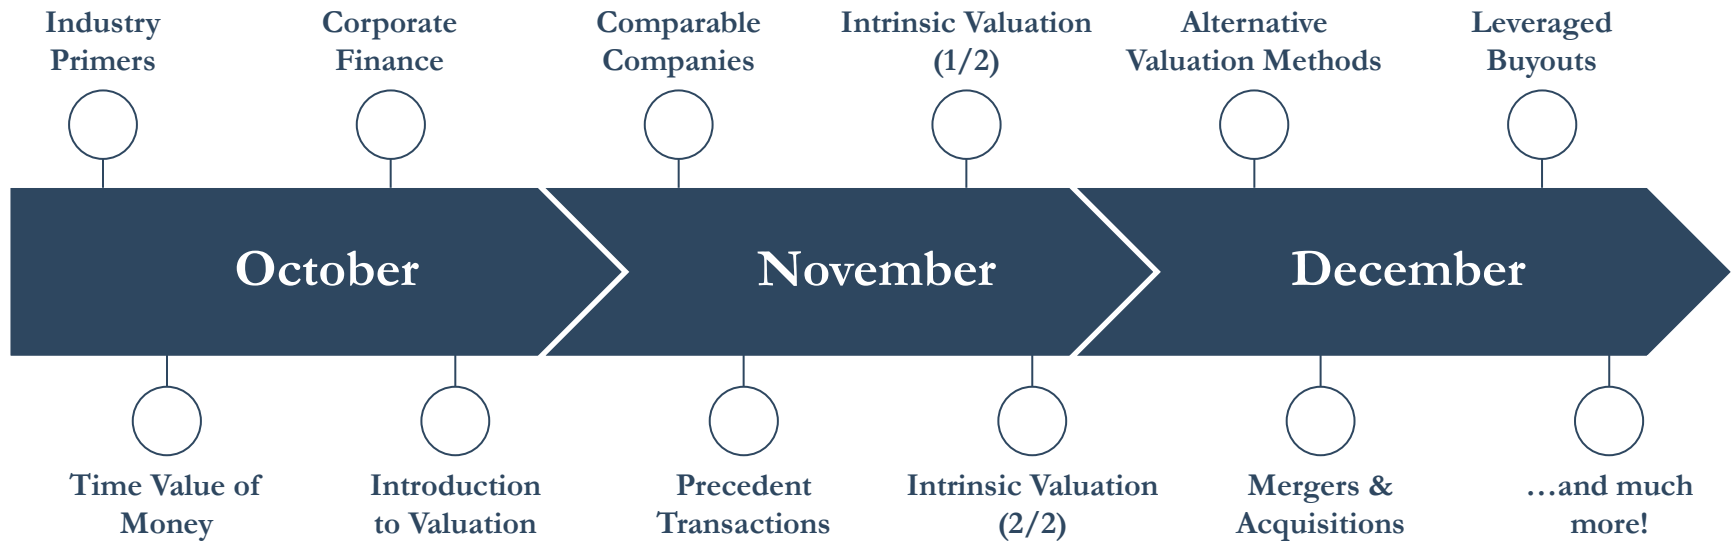 Industry
Primers
Corporate
Finance
Comparable
Companies
Intrinsic Valuation
(1/2)
Alternative
Valuation Methods
Leveraged
Buyouts
October
November
December
Time Value of
Money
Introduction
to Valuation
Precedent
Transactions
Intrinsic Valuation
(2/2)
Mergers &
Acquisitions
…and much
more!